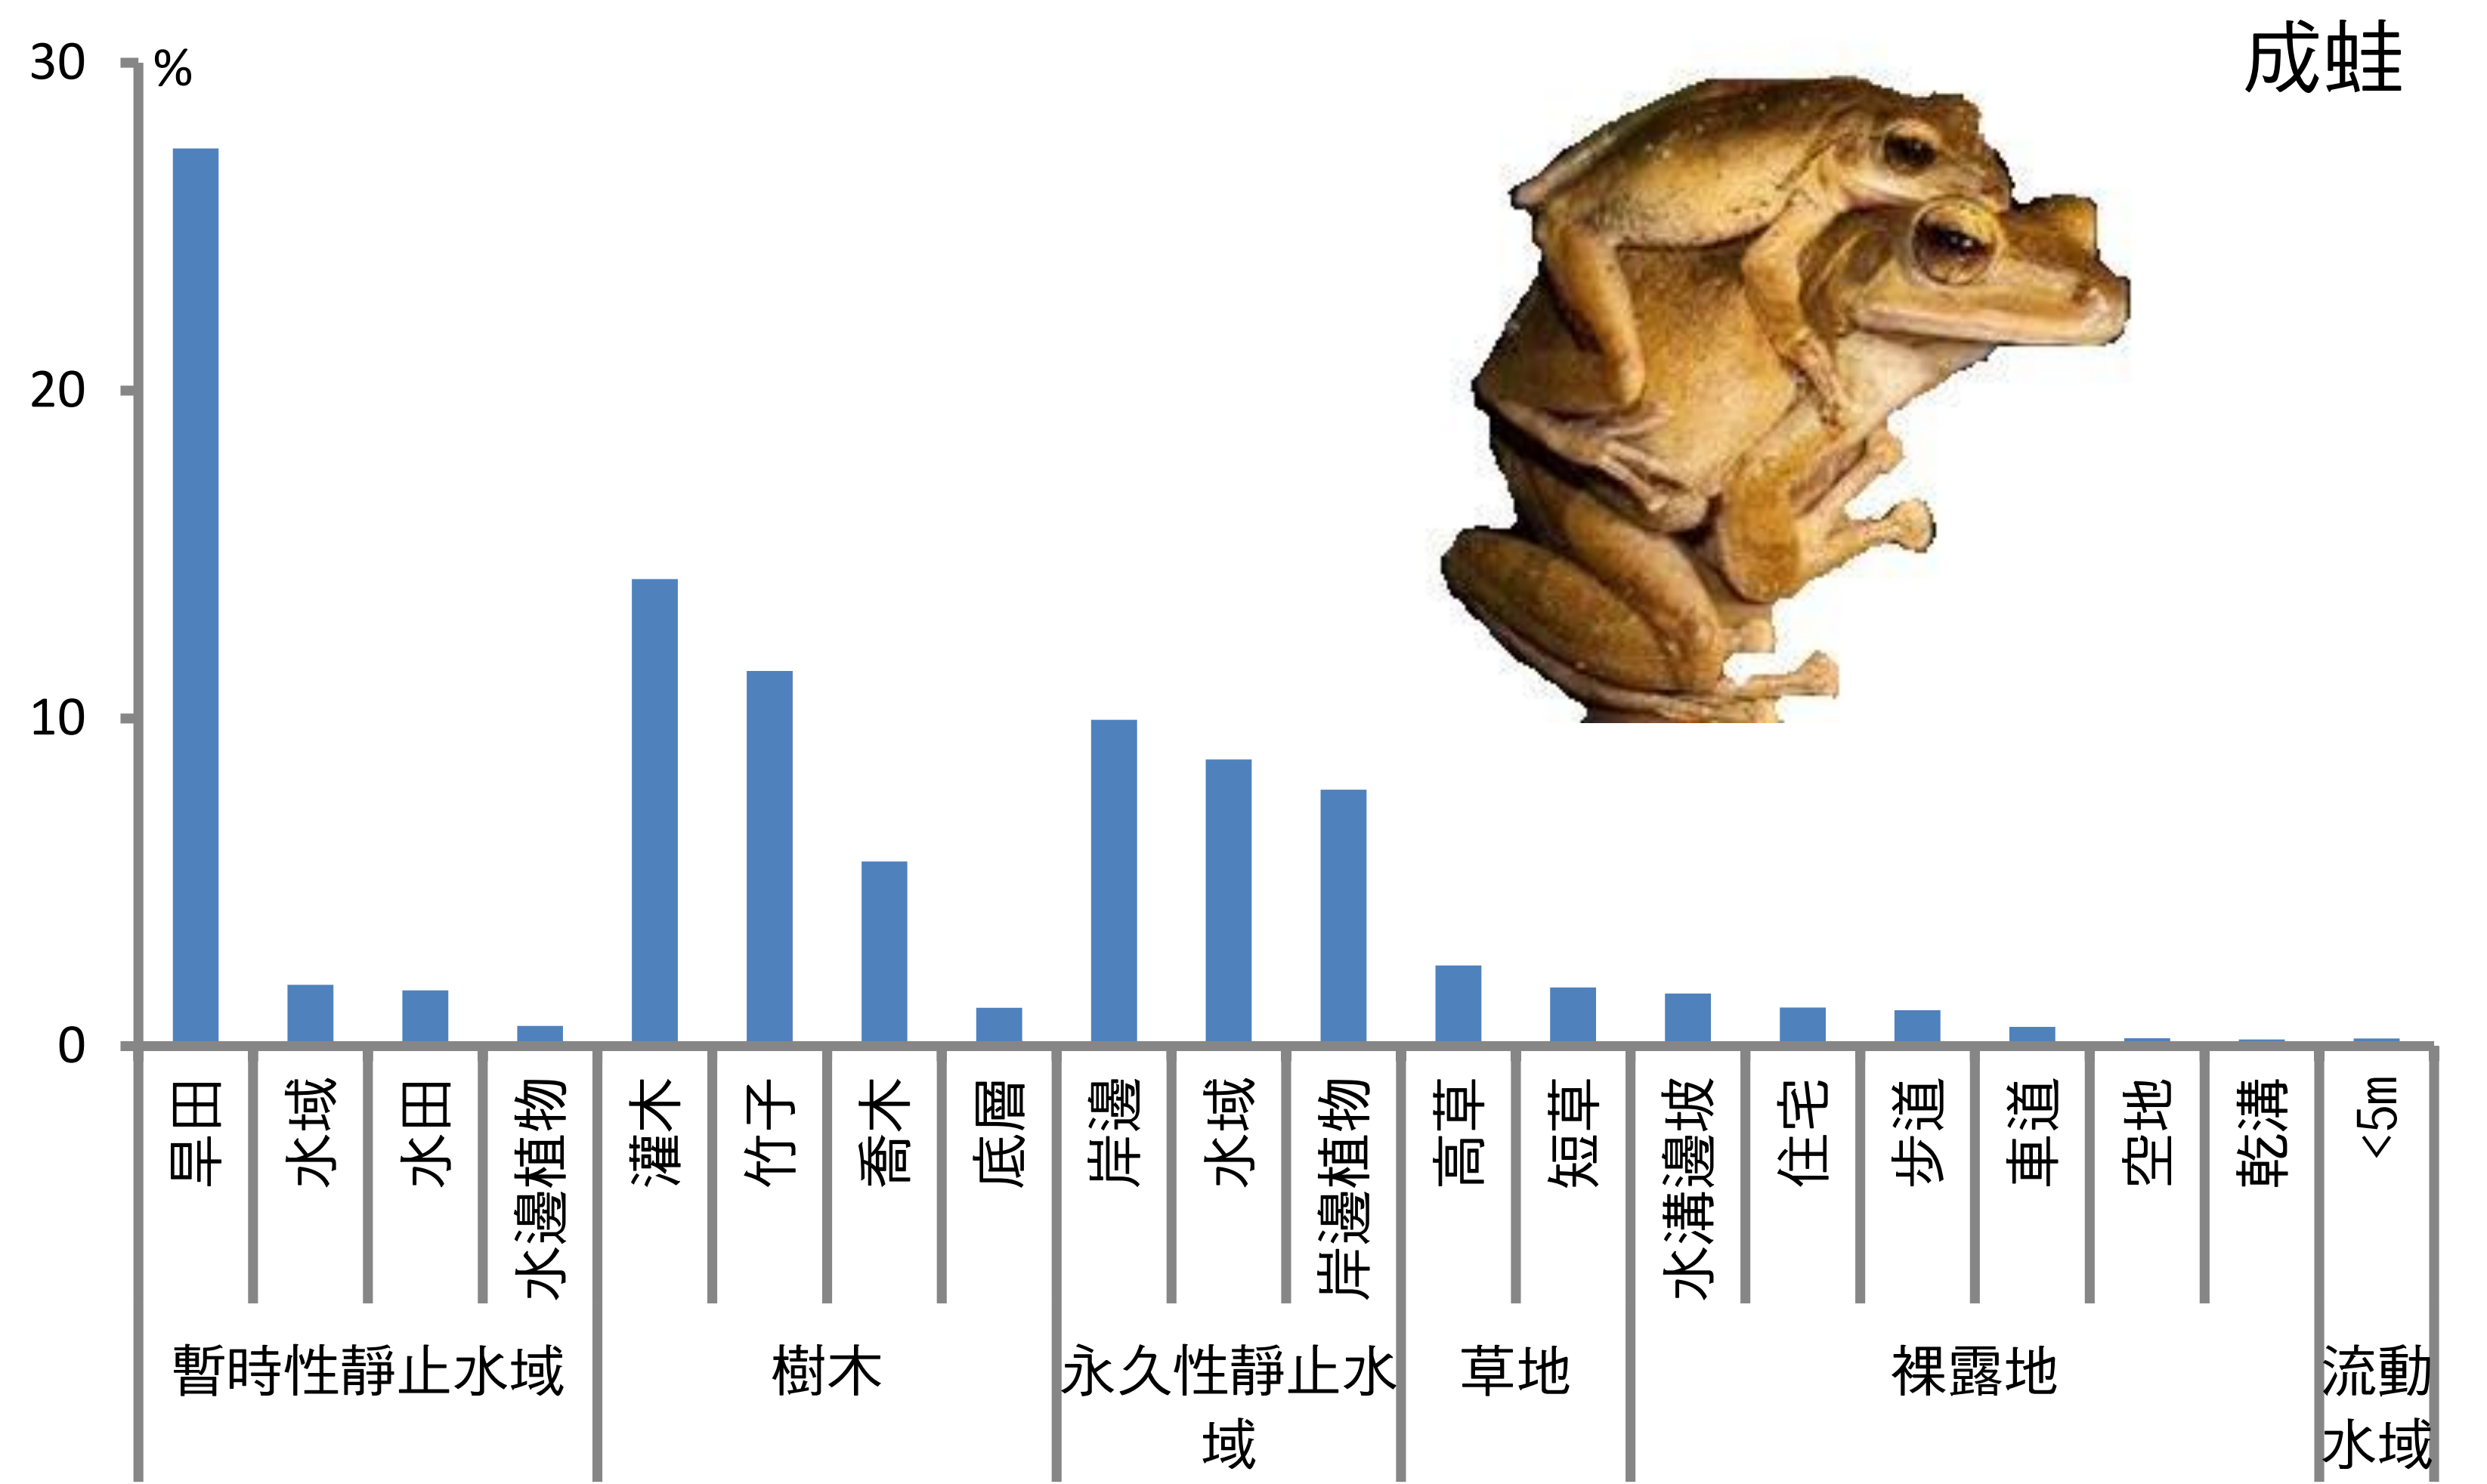 成蛙
%
30
20
10
0
旱田
水域
水田
水邊植物
灌木
竹子
喬木
底層
岸邊
水域
岸邊植物
高草
短草
水溝邊坡
住宅
步道
車道
空地
乾溝
<5m
暫時性靜止水域
樹木
永久性靜止水
域
草地
裸露地
流動
水域